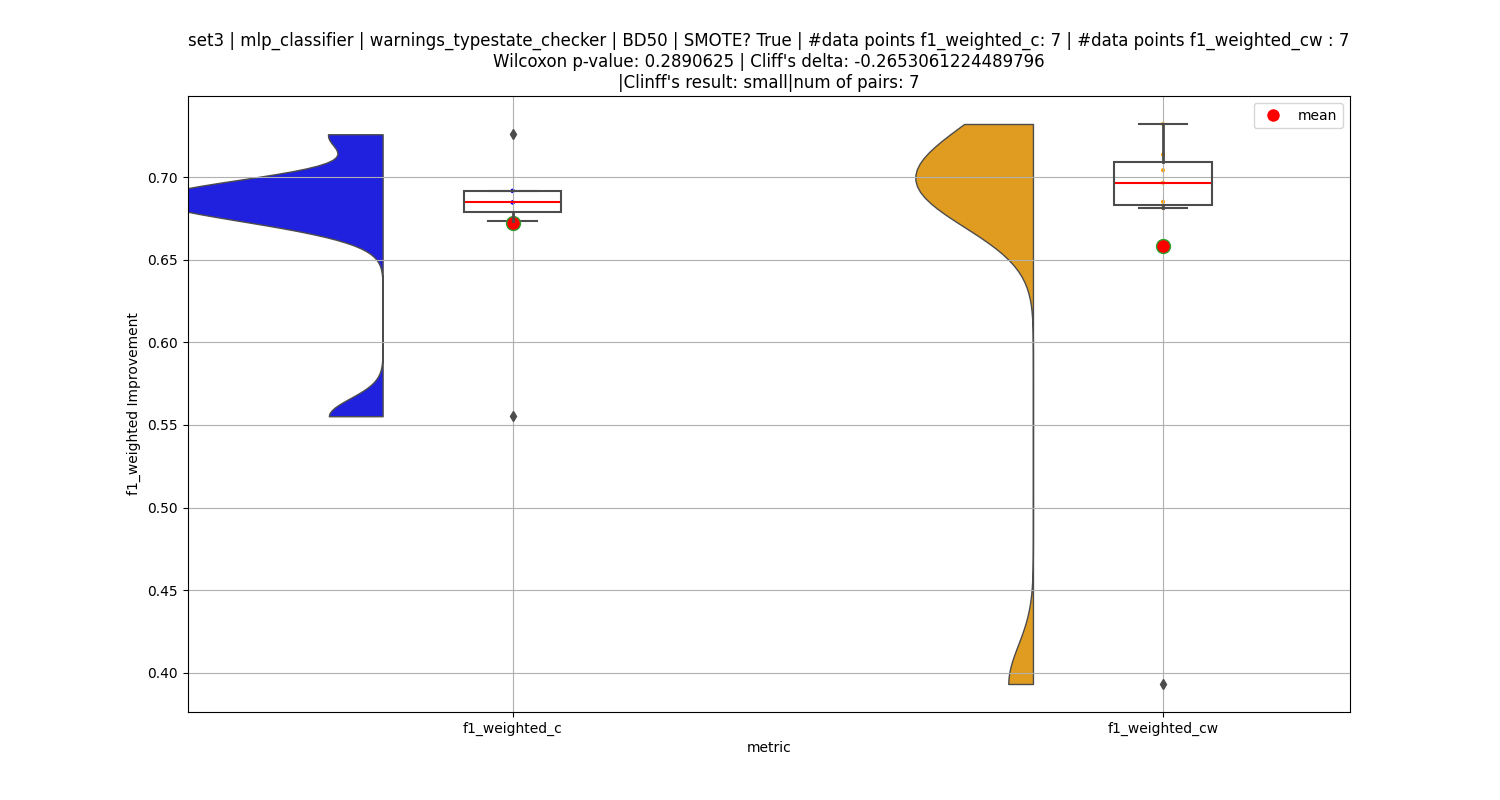 set3 | mlp_classifier | warnings_typestate_checker | BD50 | SMOTE? True | #data points f1_weighted_c: 7 | #data points f1_weighted_cw : 7
Wilcoxon p-value: 0.2890625 | Cliff's delta: -0.2653061224489796
|Clinff's result: small|num of pairs: 7
mean
0.70
0.65
0.60
0.55
0.50
0.45
0.40
f1_weighted Improvement
f1_weighted_c
f1_weighted_cw
metric